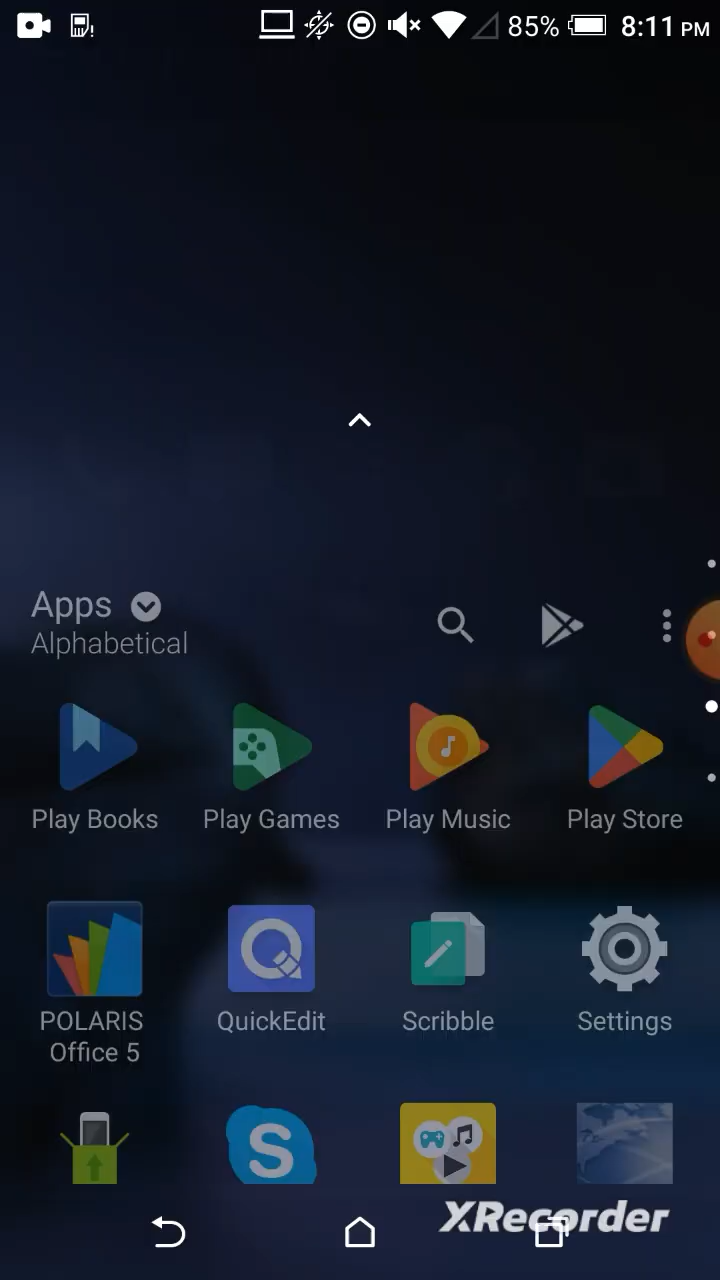 85% 8:11 PM
Apps
Alphabetical
Play Books Play Games Play Music Play Store
POLARIS Office 5 QuickEdit Scribble Settings
XRecorder